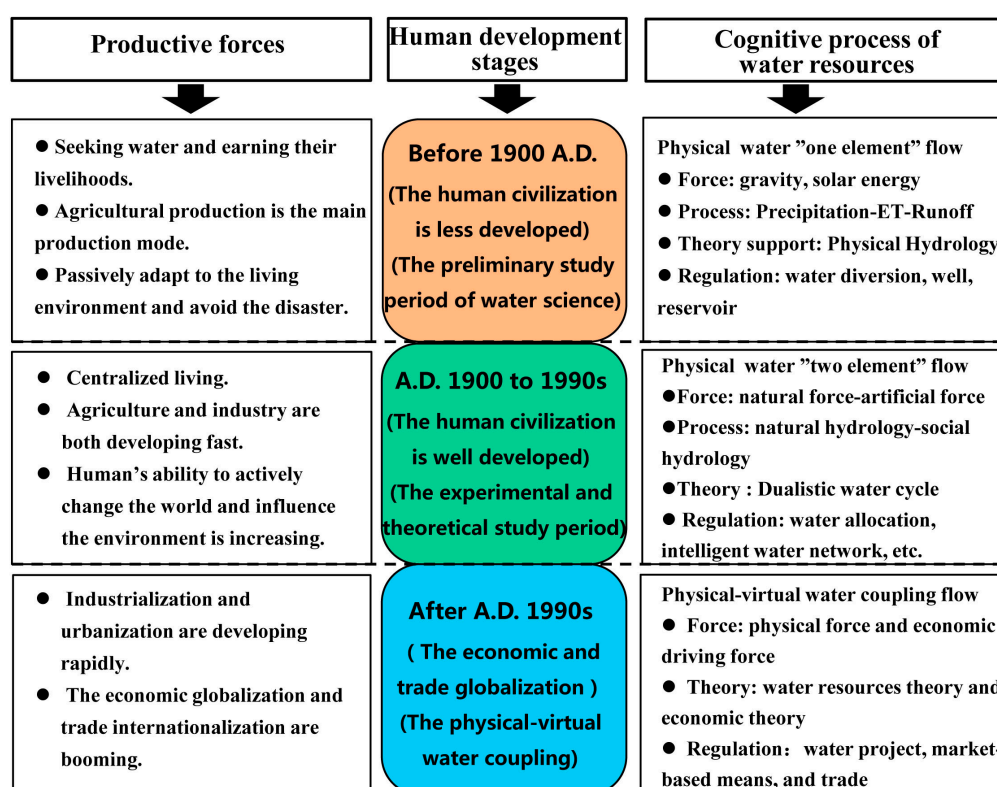 Productive forces
Human development
stages
Cognitive process of
water resources
● Seeking water and earning their
livelihoods.
● Agricultural production is the main
production mode.
● Passively adapt to the living
environment and avoid the disaster.
Before 1900 A.D.
(The human civilization
is less developed)
(The preliminary study
period of water science)
Physical water ”one element” flow
● Force: gravity, solar energy
● Process: Precipitation-ET-Runoff
● Theory support: Physical Hydrology
● Regulation: water diversion, well,
reservoir
● Centralized living.
● Agriculture and industry are
both developing fast.
● Human’s ability to actively
change the world and influence
the environment is increasing.
A.D. 1900 to 1990s
(The human civilization
is well developed)
(The experimental and
theoretical study period)
Physical water ”two element” flow
●Force: natural force-artificial force
●Process: natural hydrology-social
hydrology
●Theory : Dualistic water cycle
● Regulation: water allocation,
intelligent water network, etc.
● Industrialization and
urbanization are developing
rapidly.
● The economic globalization and
trade internationalization are
booming.
After A.D. 1990s
( The economic and
trade globalization )
(The physical-virtual
water coupling)
Physical-virtual water coupling flow
● Force: physical force and economic
driving force
● Theory: water resources theory and
economic theory
● Regulation: water project, market-
based means, and trade